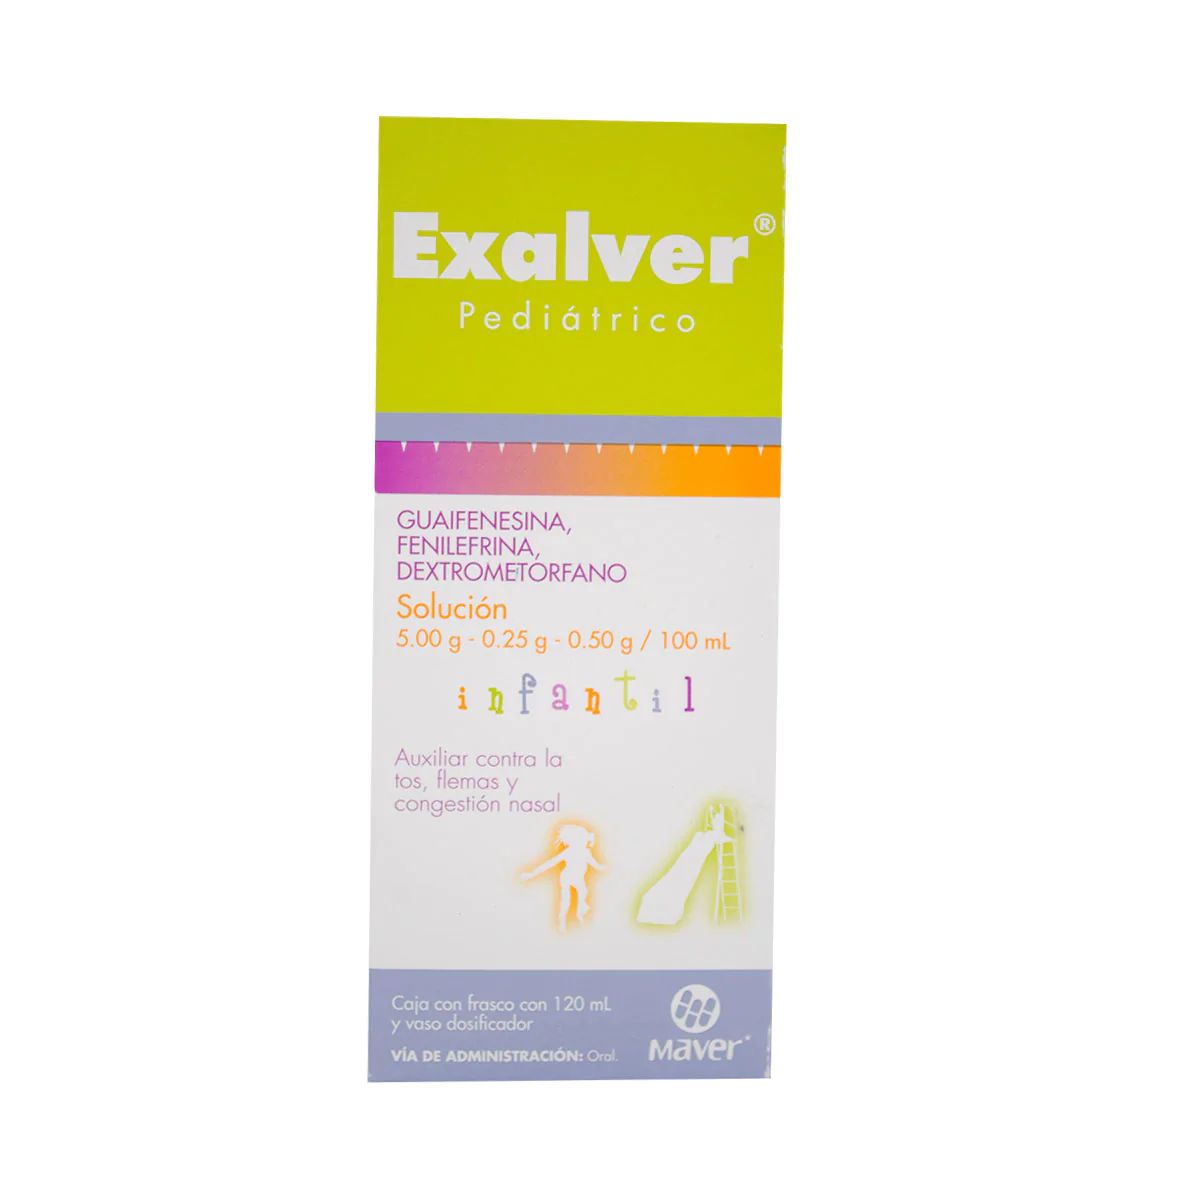 Exalver®
Pediátrico
GUAIFENESINA,
FENILEFRINA,
DEXTROMETORFANO
Solución
5.00 g - 0.25 g - 0.50 g / 100 mL
infantil
Auxiliar contra la
tos, flemas y
congestión nasal
Caja con frasco con 120 mL
y vaso dosificador
VÍA DE ADMINISTRACIÓN: Oral.
Maver